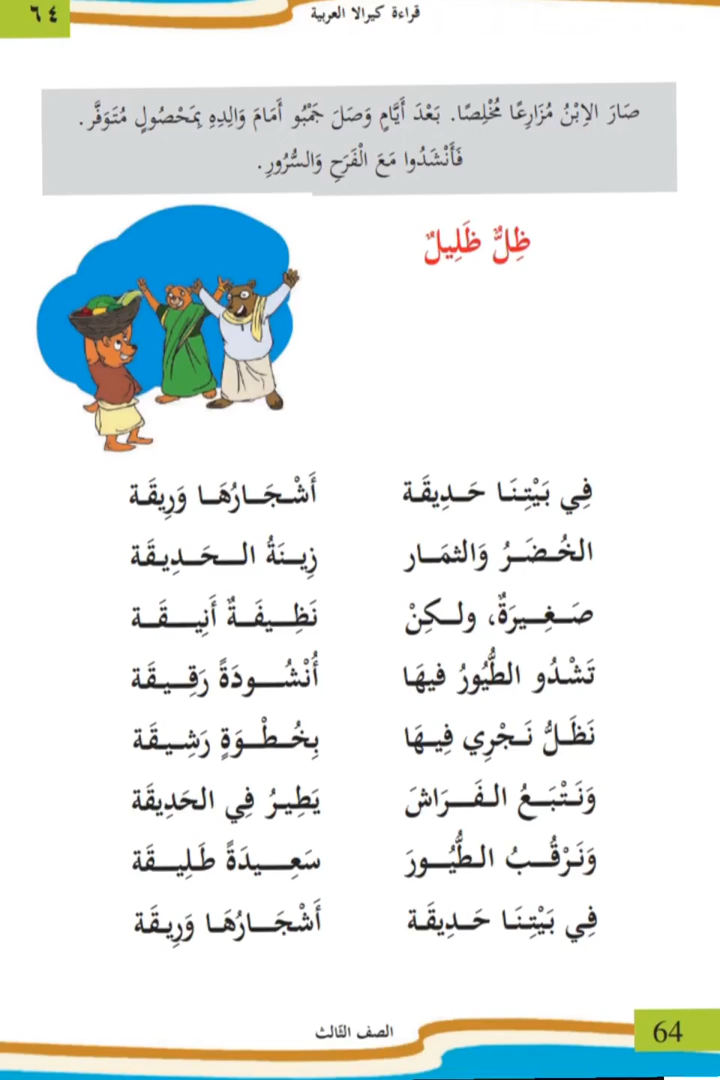 قراءة كيرالا العربية
٦٤
صَارَ الاِبْنُ مُزَارِعًا مُخْلِصًا. بَعْدَ أَيَّامٍ وَصَلَ جَمْبُو أَمَامَ وَالِدِهِ بِمَحْصُولٍ مُتَوَفَّر.
فَأَنْشَدُوا مَعَ الْفَرَحِ وَالسُّرُورِ.
ظِلٌّ ظَلِيلٌ
فِي بَيْتِنَا حَدِيقَة أَشْجَارُهَا وَرِيقَة
الخُضَرُ وَالثمَار زِينَةُ الحَدِيقَة
صَغِيرَةٌ، ولكِنْ نَظِيفَةٌ أَنِيقَة
تَشْدُو الطُّيُورُ فيهَا أُنْشُودَةً رَقِيقَة
نَظَلُّ نَجْرِي فِيهَا بِخُطْوَةٍ رَشِيقَة
وَنَتْبَعُ الفَرَاشَ يَطِيرُ فِي الحَدِيقَة
وَنَرْقُبُ الطُّيُورَ سَعِيدَةً طَلِيقَة
فِي بَيْتِنَا حَدِيقَة أَشْجَارُهَا وَرِيقَة
الصف الثالث
64